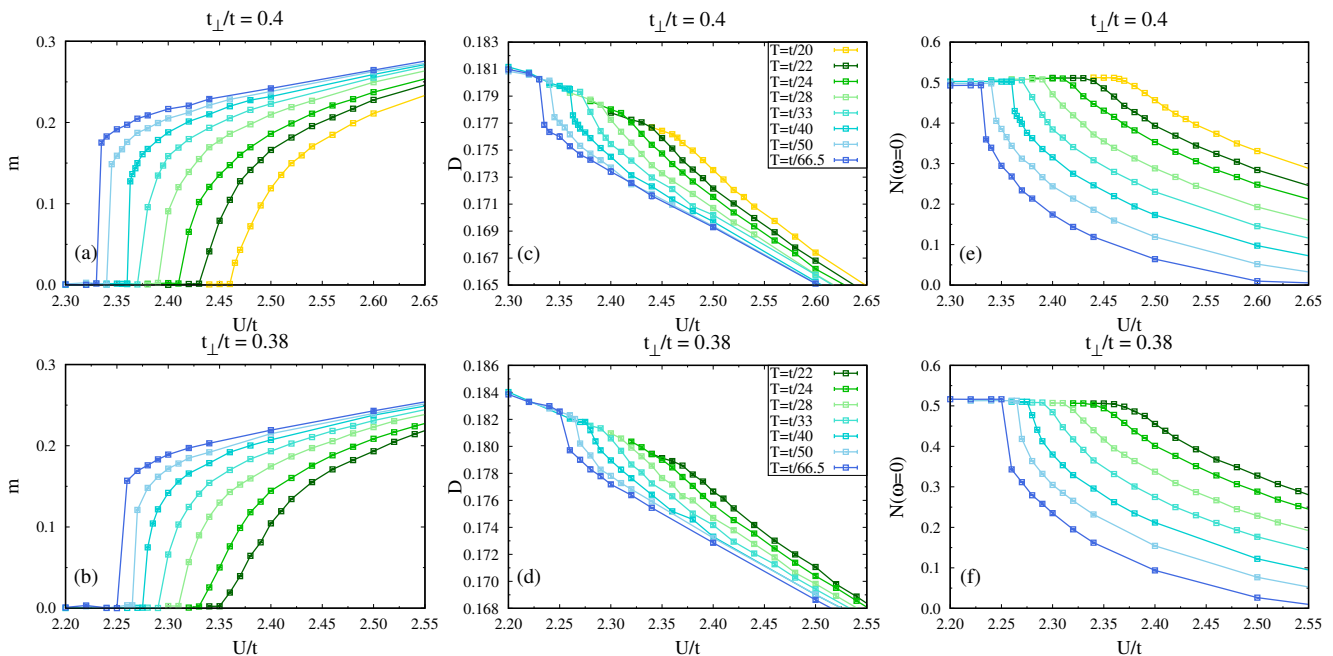 t⊥/t = 0.4
0.3
0.2
0.1
0.0
m
(a)
2.30 2.35 2.40 2.45 2.50 2.55 2.60 2.65
U/t
t⊥/t = 0.4
0.183
0.181
0.179
0.177
0.175
0.173
0.171
0.169
0.167
0.165
D
T=t/20
T=t/22
T=t/24
T=t/28
T=t/33
T=t/40
T=t/50
T=t/66.5
(c)
2.30 2.35 2.40 2.45 2.50 2.55 2.60 2.65
U/t
t⊥/t = 0.4
0.6
0.5
0.4
0.3
0.2
0.1
0.0
N(ω=0)
(e)
2.30 2.35 2.40 2.45 2.50 2.55 2.60 2.65
U/t
t⊥/t = 0.38
0.3
0.2
0.1
0.0
m
(b)
2.20 2.25 2.30 2.35 2.40 2.45 2.50 2.55
U/t
t⊥/t = 0.38
0.186
0.184
0.182
0.180
0.178
0.176
0.174
0.172
0.170
0.168
D
T=t/22
T=t/24
T=t/28
T=t/33
T=t/40
T=t/50
T=t/66.5
(d)
2.20 2.25 2.30 2.35 2.40 2.45 2.50 2.55
U/t
t⊥/t = 0.38
0.6
0.5
0.4
0.3
0.2
0.1
0.0
N(ω=0)
(f)
2.20 2.25 2.30 2.35 2.40 2.45 2.50 2.55
U/t